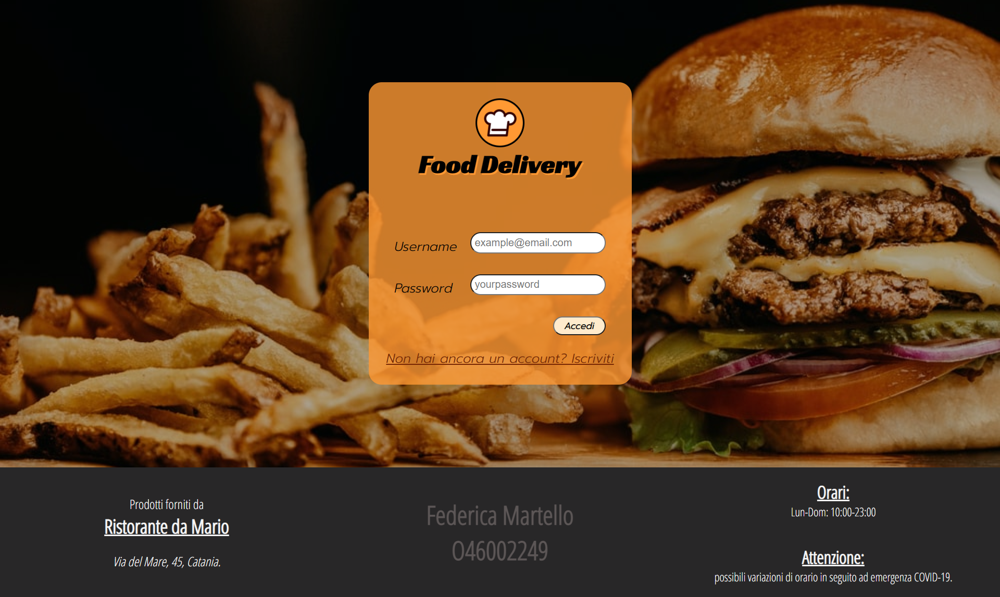 Food Delivery
Username
example@email.com
Password
yourpassword
Accedi
Non hai ancora un account? Iscriviti
Prodotti forniti da
Ristorante da Mario
Via del Mare, 45, Catania.
Federica Martello
O46002249
Orari:
Lun-Dom: 10:00-23:00
Attenzione:
possibili variazioni di orario in seguito ad emergenza COVID-19.